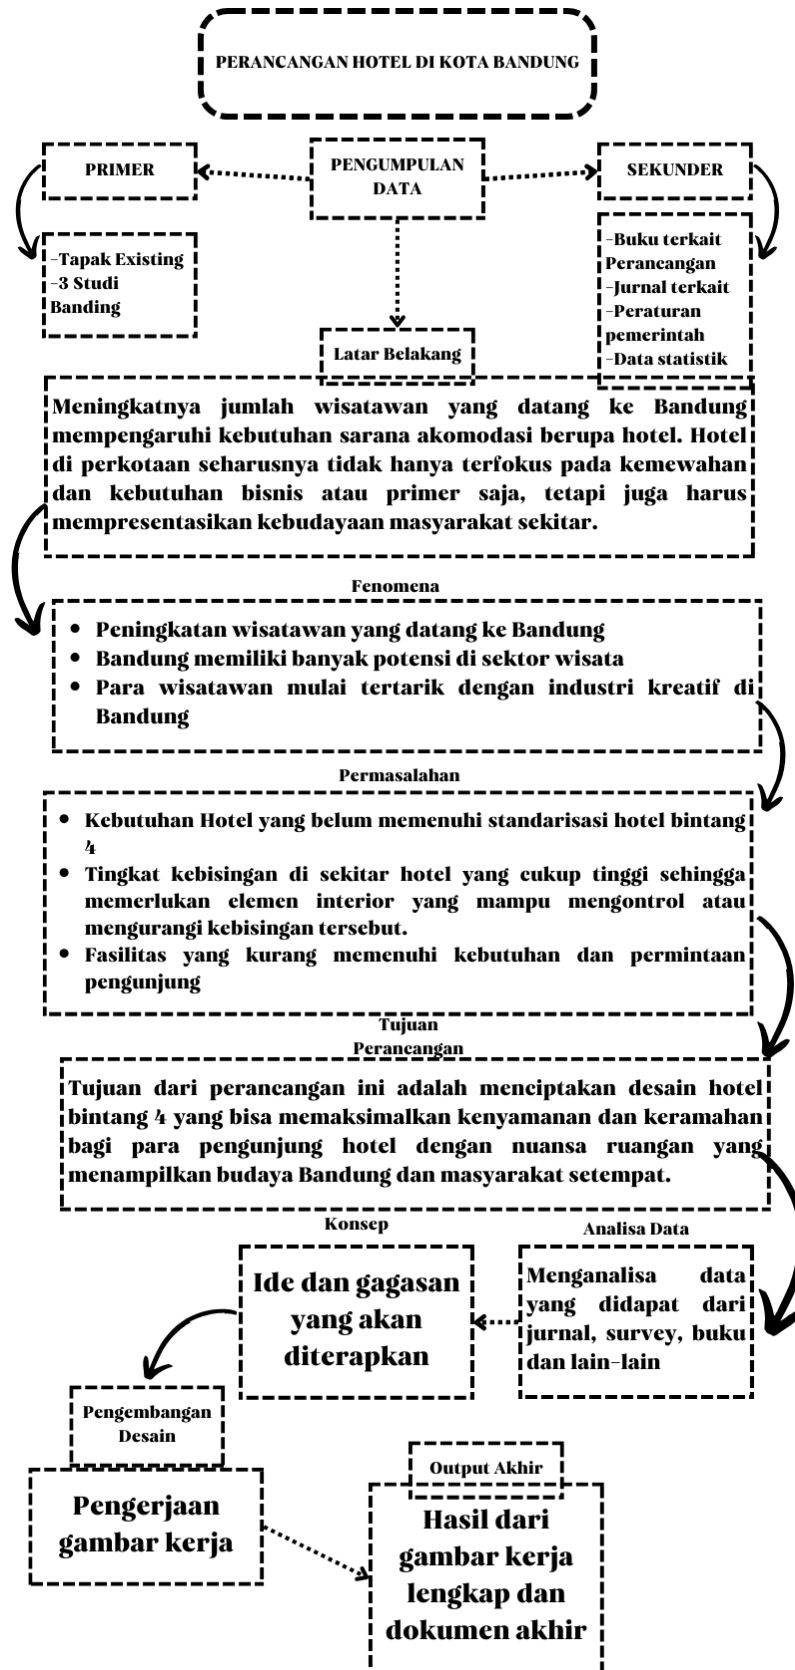 PERANCANGAN HOTEL DI KOTA BANDUNG
PRIMER
PENGUMPULAN
DATA
SEKUNDER
-Tapak Existing
-3 Studi
Banding
-Buku terkait
Perancangan
-Jurnal terkait
-Peraturan
pemerintah
-Data statistik
Latar Belakang
Meningkatnya jumlah wisatawan yang datang ke Bandung
mempengaruhi kebutuhan sarana akomodasi berupa hotel. Hotel
di perkotaan seharusnya tidak hanya terfokus pada kemewahan
dan kebutuhan bisnis atau primer saja, tetapi juga harus
mempresentasikan kebudayaan masyarakat sekitar.
Fenomena
• Peningkatan wisatawan yang datang ke Bandung
• Bandung memiliki banyak potensi di sektor wisata
• Para wisatawan mulai tertarik dengan industri kreatif di
Bandung
Permasalahan
• Kebutuhan Hotel yang belum memenuhi standarisasi hotel bintang
4
• Tingkat kebisingan di sekitar hotel yang cukup tinggi sehingga
memerlukan elemen interior yang mampu mengontrol atau
mengurangi kebisingan tersebut.
• Fasilitas yang kurang memenuhi kebutuhan dan permintaan
pengunjung
Tujuan
Perancangan
Tujuan dari perancangan ini adalah menciptakan desain hotel
bintang 4 yang bisa memaksimalkan kenyamanan dan keramahan
bagi para pengunjung hotel dengan nuansa ruangan yang
menampilkan budaya Bandung dan masyarakat setempat.
Konsep
Analisa Data
Ide dan gagasan
yang akan
diterapkan
Menganalisa data
yang didapat dari
jurnal, survey, buku
dan lain-lain
Pengembangan
Desain
Pengerjaan
gambar kerja
Output Akhir
Hasil dari
gambar kerja
lengkap dan
dokumen akhir